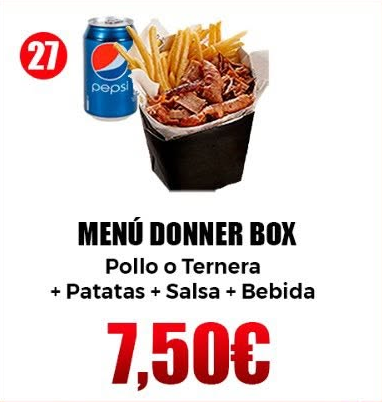 27
pepsi
MENÚ DONNER BOX
Pollo o Ternera
+ Patatas + Salsa + Bebida
7,50€